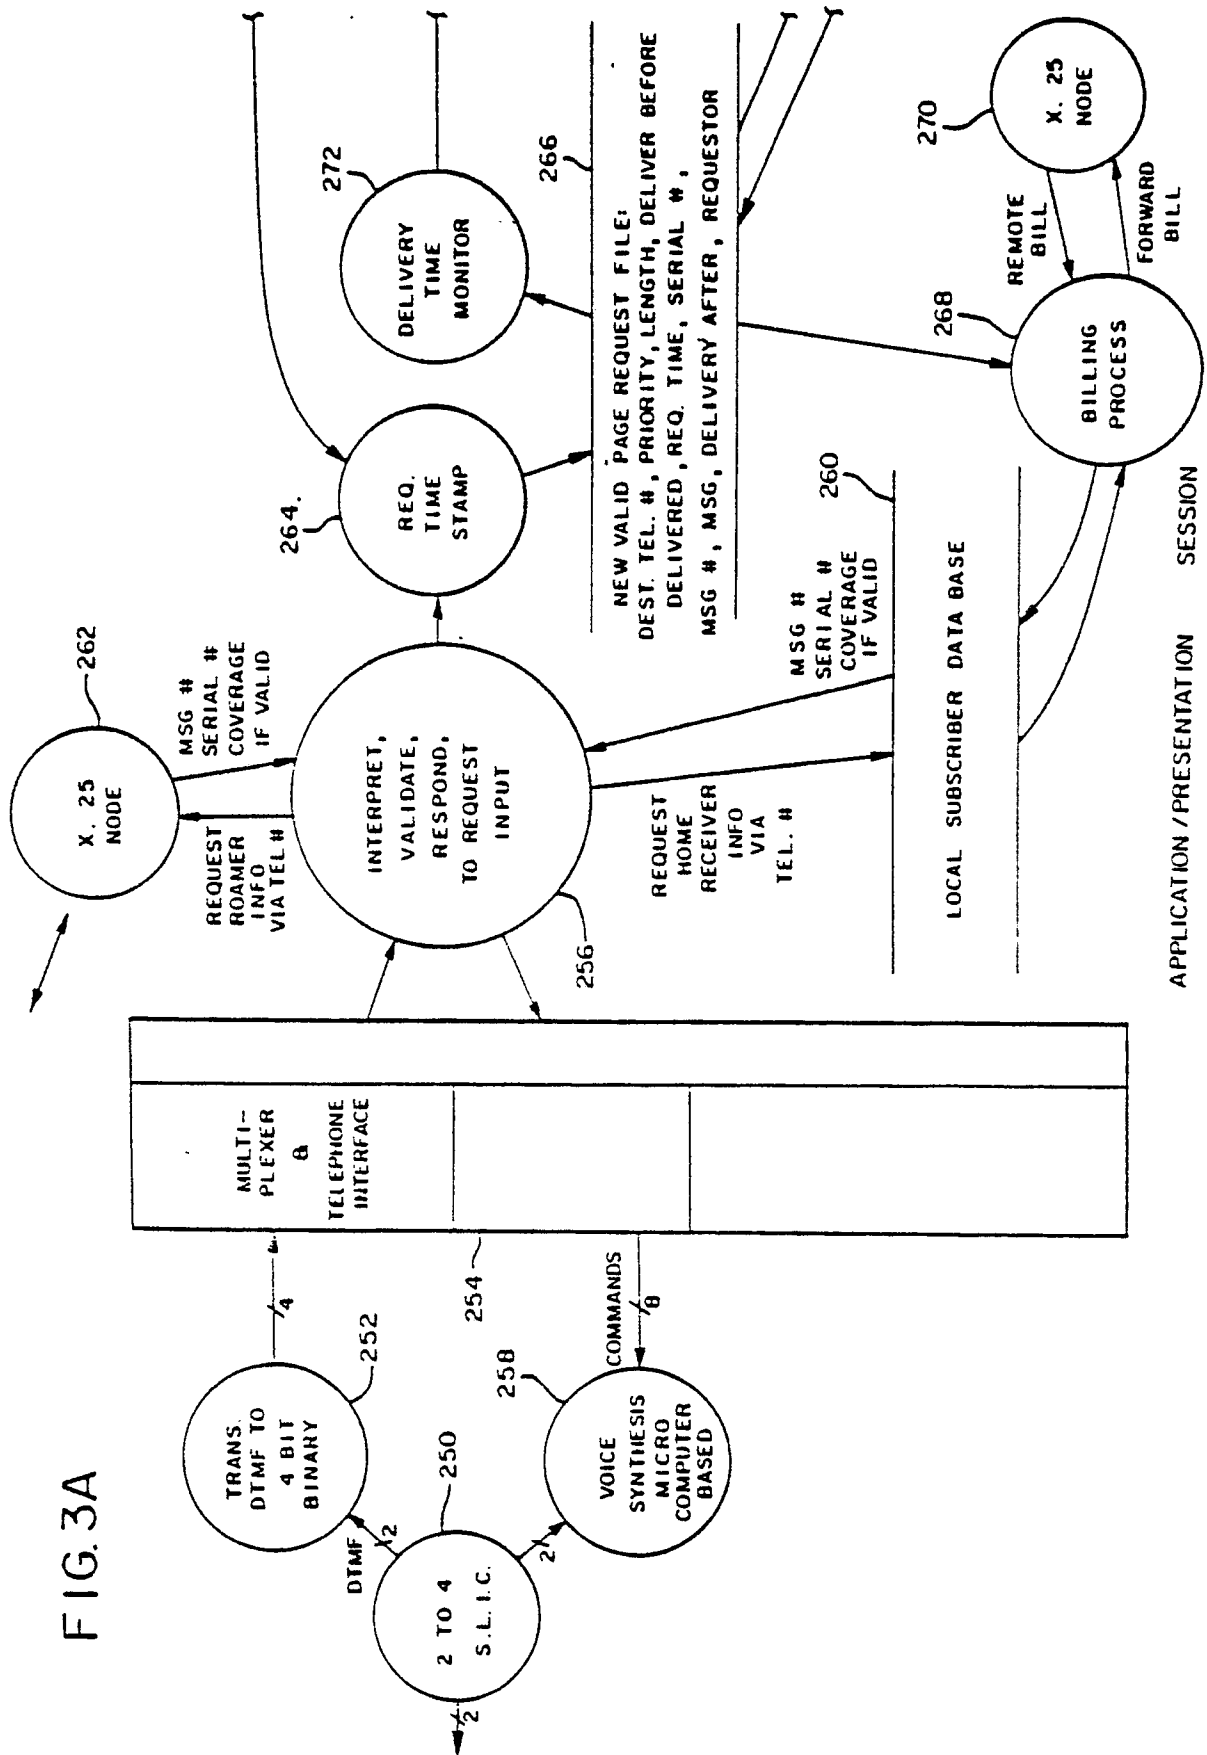 FIG. 3A
2 TO 4
S.L.I.C.
250
2
DTMF
2
2
TRANS.
DTMF TO
4 BIT
BINARY
252
4
VOICE
SYNTHESIS
MICRO
COMPUTER
BASED
258
COMMANDS
8
254
MULTI-
PLEXER
&
TELEPHONE
INTERFACE
X. 25
NODE
262
REQUEST
ROAMER
INFO
VIA TEL #
MSG #
SERIAL #
COVERAGE
IF VALID
INTERPRET,
VALIDATE,
RESPOND,
TO REQUEST
INPUT
256
REQUEST
HOME
RECEIVER
INFO
VIA
TEL. #
MSG #
SERIAL #
COVERAGE
IF VALID
260
LOCAL SUBSCRIBER DATA BASE
264.
REQ.
TIME
STAMP
272
DELIVERY
TIME
MONITOR
266
NEW VALID PAGE REQUEST FILE:
DEST. TEL. #, PRIORITY, LENGTH, DELIVER BEFORE
DELIVERED, REQ. TIME, SERIAL #,
MSG #, MSG, DELIVERY AFTER, REQUESTOR
268
BILLING
PROCESS
REMOTE
BILL
FORWARD
BILL
270
X. 25
NODE
APPLICATION/PRESENTATION SESSION